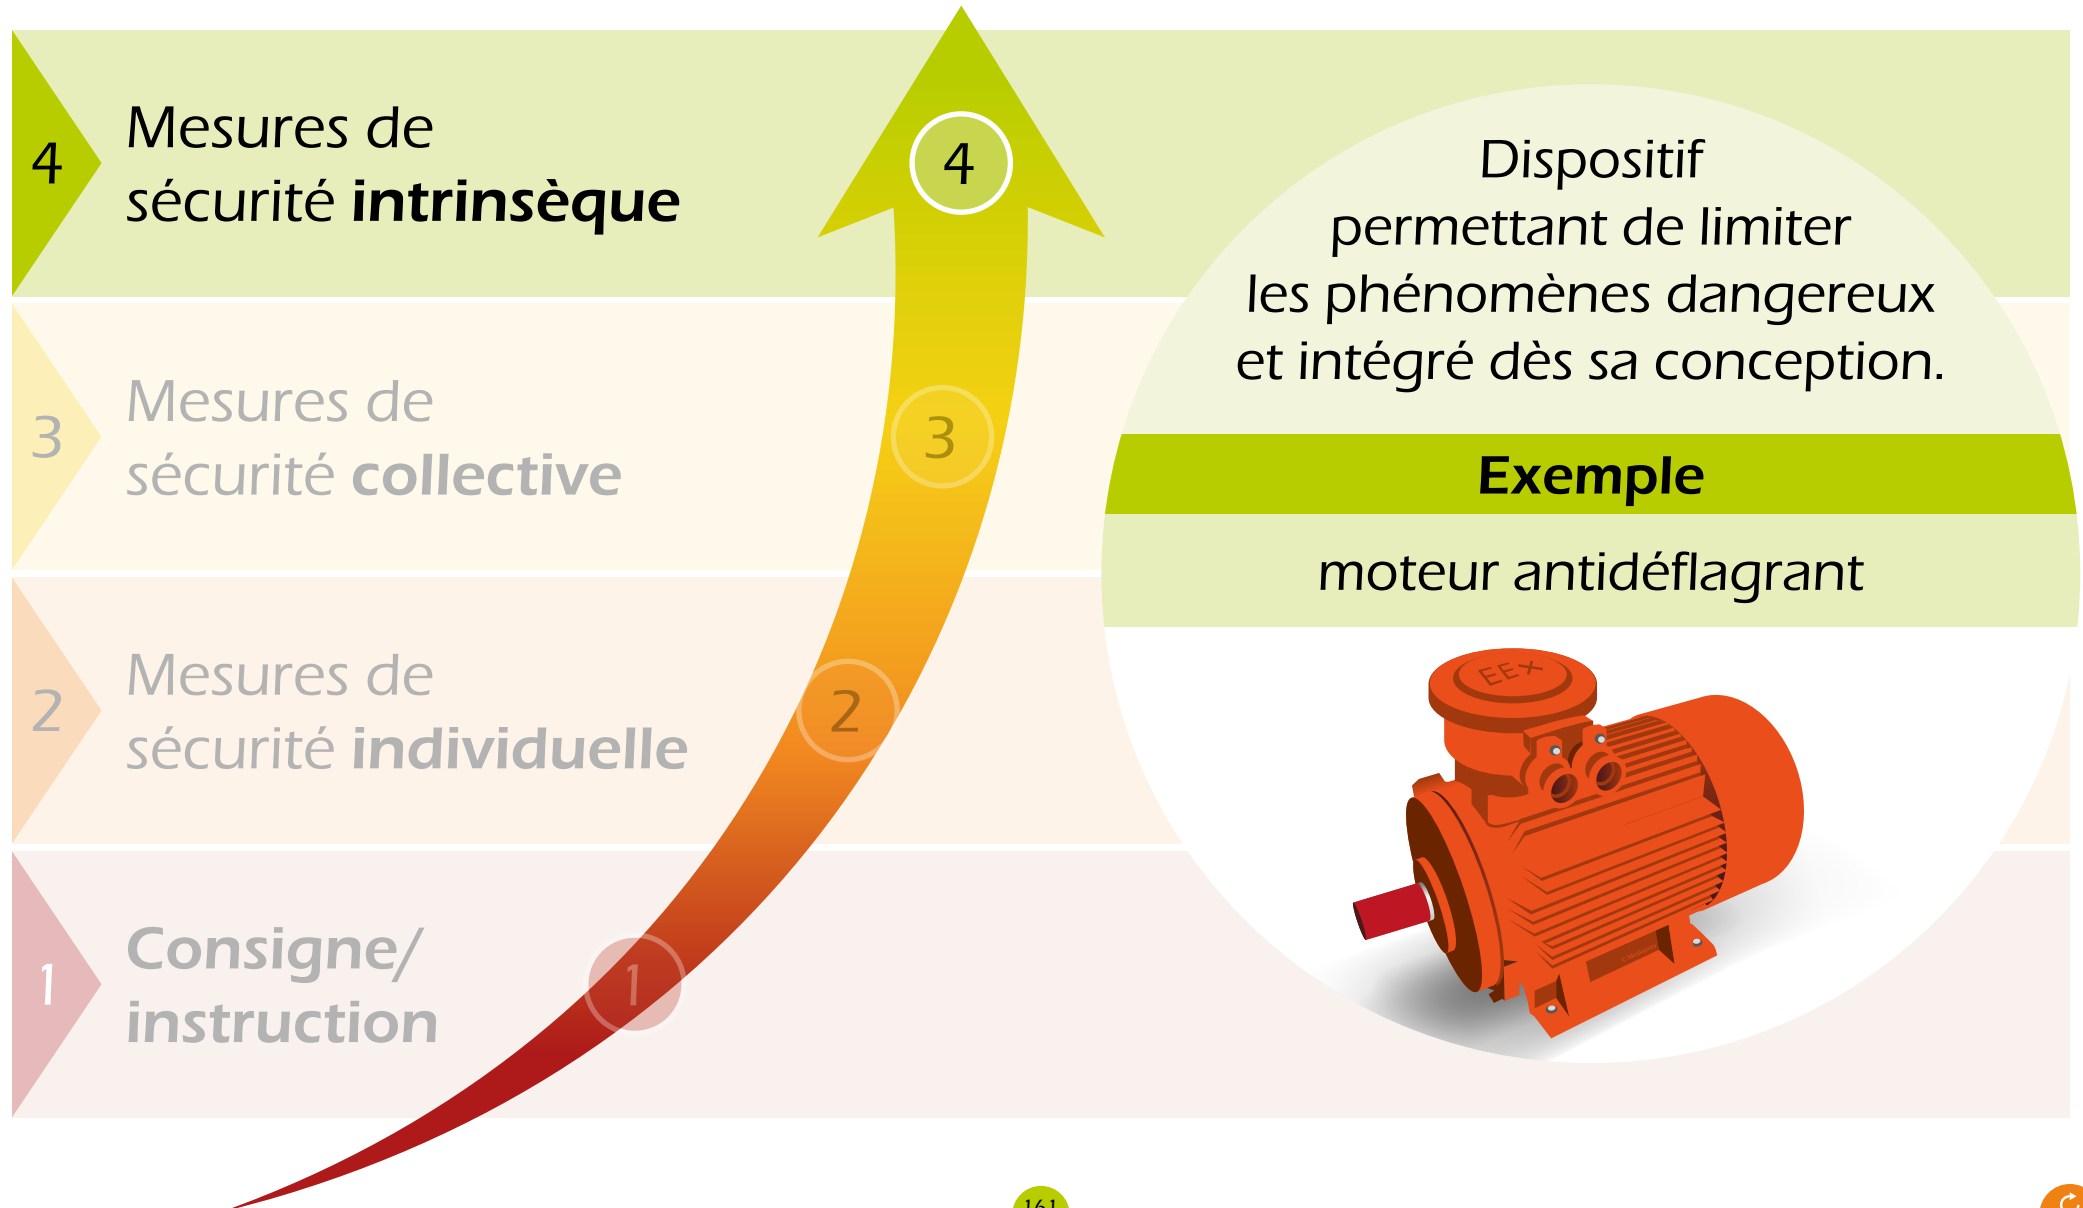 4
Mesures de
sécurité intrinsèque
4
Dispositif
permettant de limiter
les phénomènes dangereux
et intégré dès sa conception.
3
Mesures de
sécurité collective
3
Exemple
moteur antidéflagrant
EEX
2
Mesures de
sécurité individuelle
2
1
Consigne/
instruction
1
161